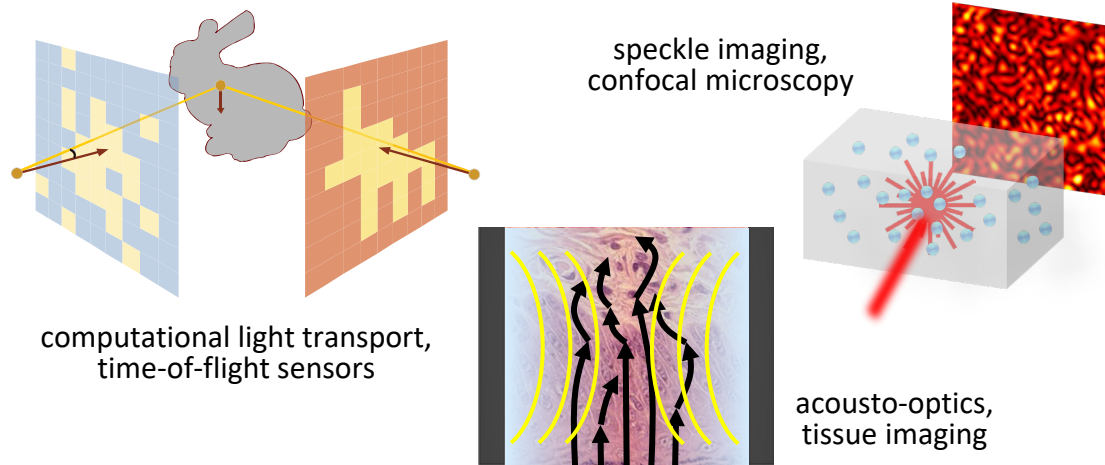 speckle imaging,
confocal microscopy
computational light transport,
time-of-flight sensors
acousto-optics,
tissue imaging